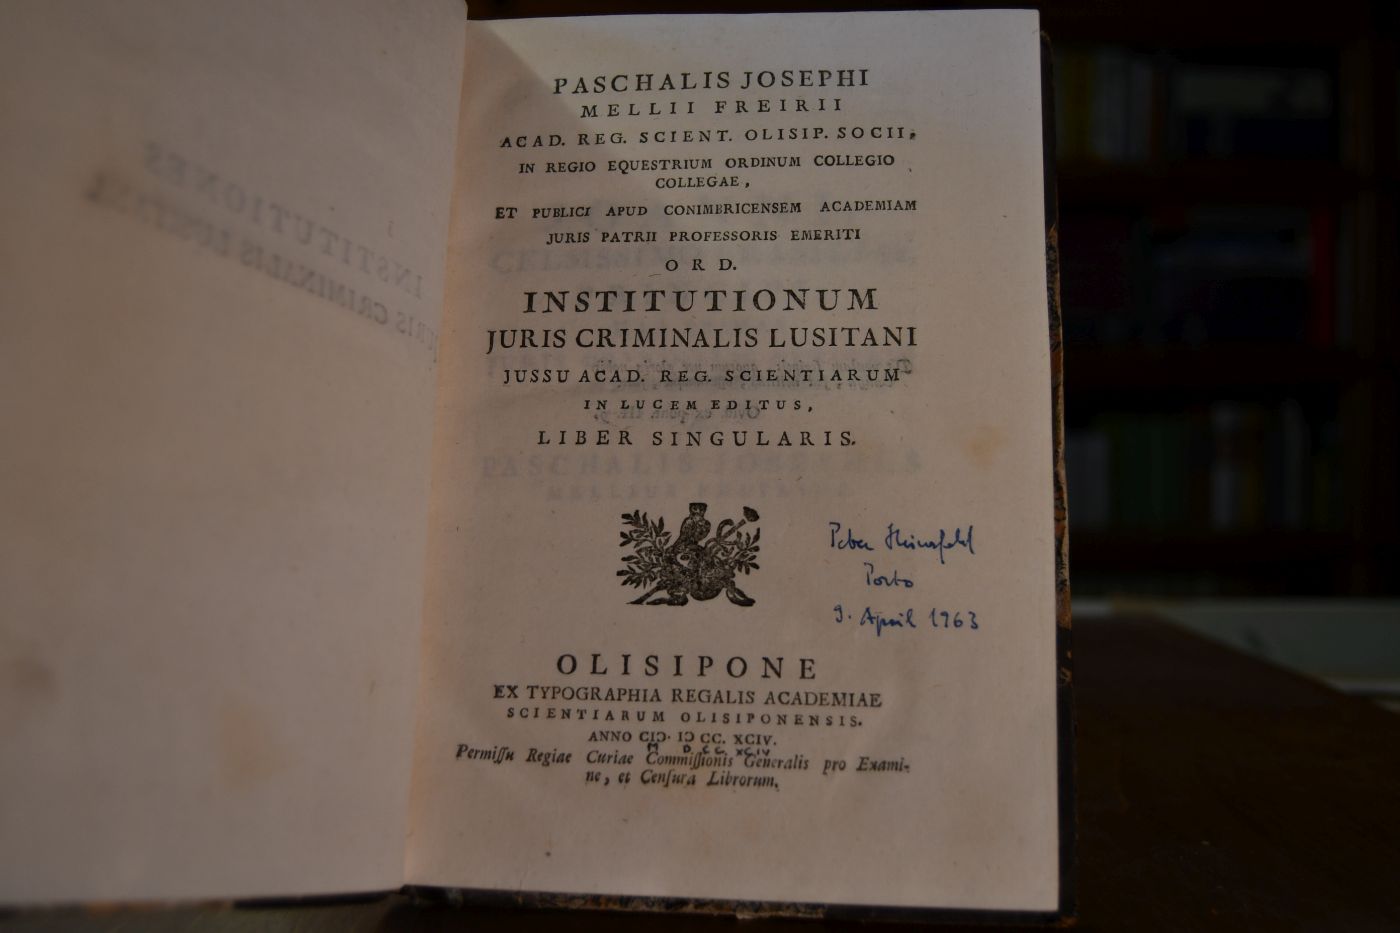 PASCHALIS JOSEPHI
MELLII FREIRII
ACAD. REG. SCIENT. OLISIP. SOCII,
IN REGIO EQUESTRIUM ORDINUM COLLEGIO
COLLEGAE,
ET PUBLICI APUD CONIMBRICENSEM ACADEMIAM
JURIS PATRII PROFESSORIS EMERITI
ORD.
INSTITUTIONUM
JURIS CRIMINALIS LUSITANI
JUSSU ACAD. REG. SCIENTIARUM
IN LUCEM EDITUS,
LIBER SINGULARIS.
Porto
9. April 1963
OLISIPONE
EX TYPOGRAPHIA REGALIS ACADEMIAE
SCIENTIARUM OLISIPONENSIS.
ANNO CIↃ· IↃ CC. XCIV.
M D.CC. XCIV
Permiſſu Regiae Curiae Commiſſionis Generalis pro Exami-
ne, et Cenſura Librorum.